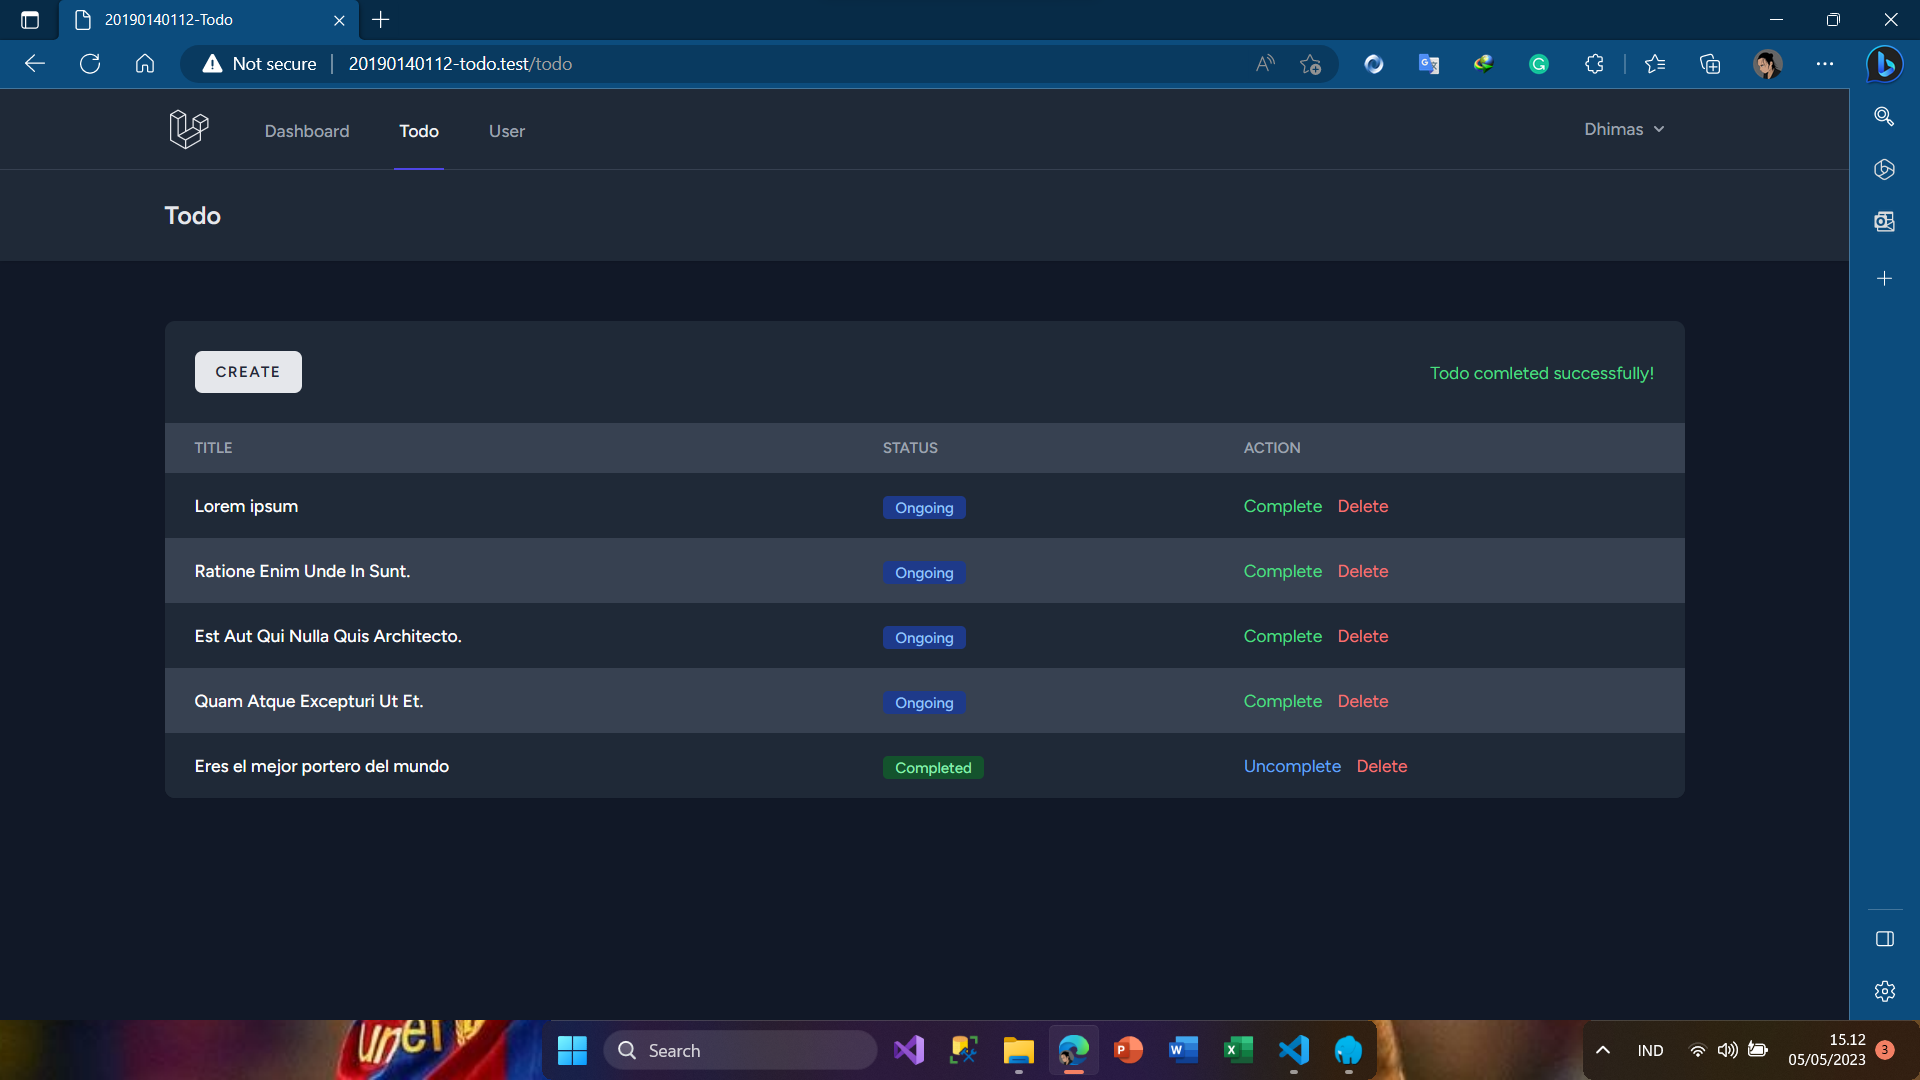 20190140112-Todo
Not secure 20190140112-todo.test/todo
Dashboard Todo User Dhimas
Todo
CREATE Todo comleted successfully!
TITLE STATUS ACTION
Lorem ipsum Ongoing Complete Delete
Ratione Enim Unde In Sunt. Ongoing Complete Delete
Est Aut Qui Nulla Quis Architecto. Ongoing Complete Delete
Quam Atque Excepturi Ut Et. Ongoing Complete Delete
Eres el mejor portero del mundo Completed Uncomplete Delete
Search IND 15.12
05/05/2023 3